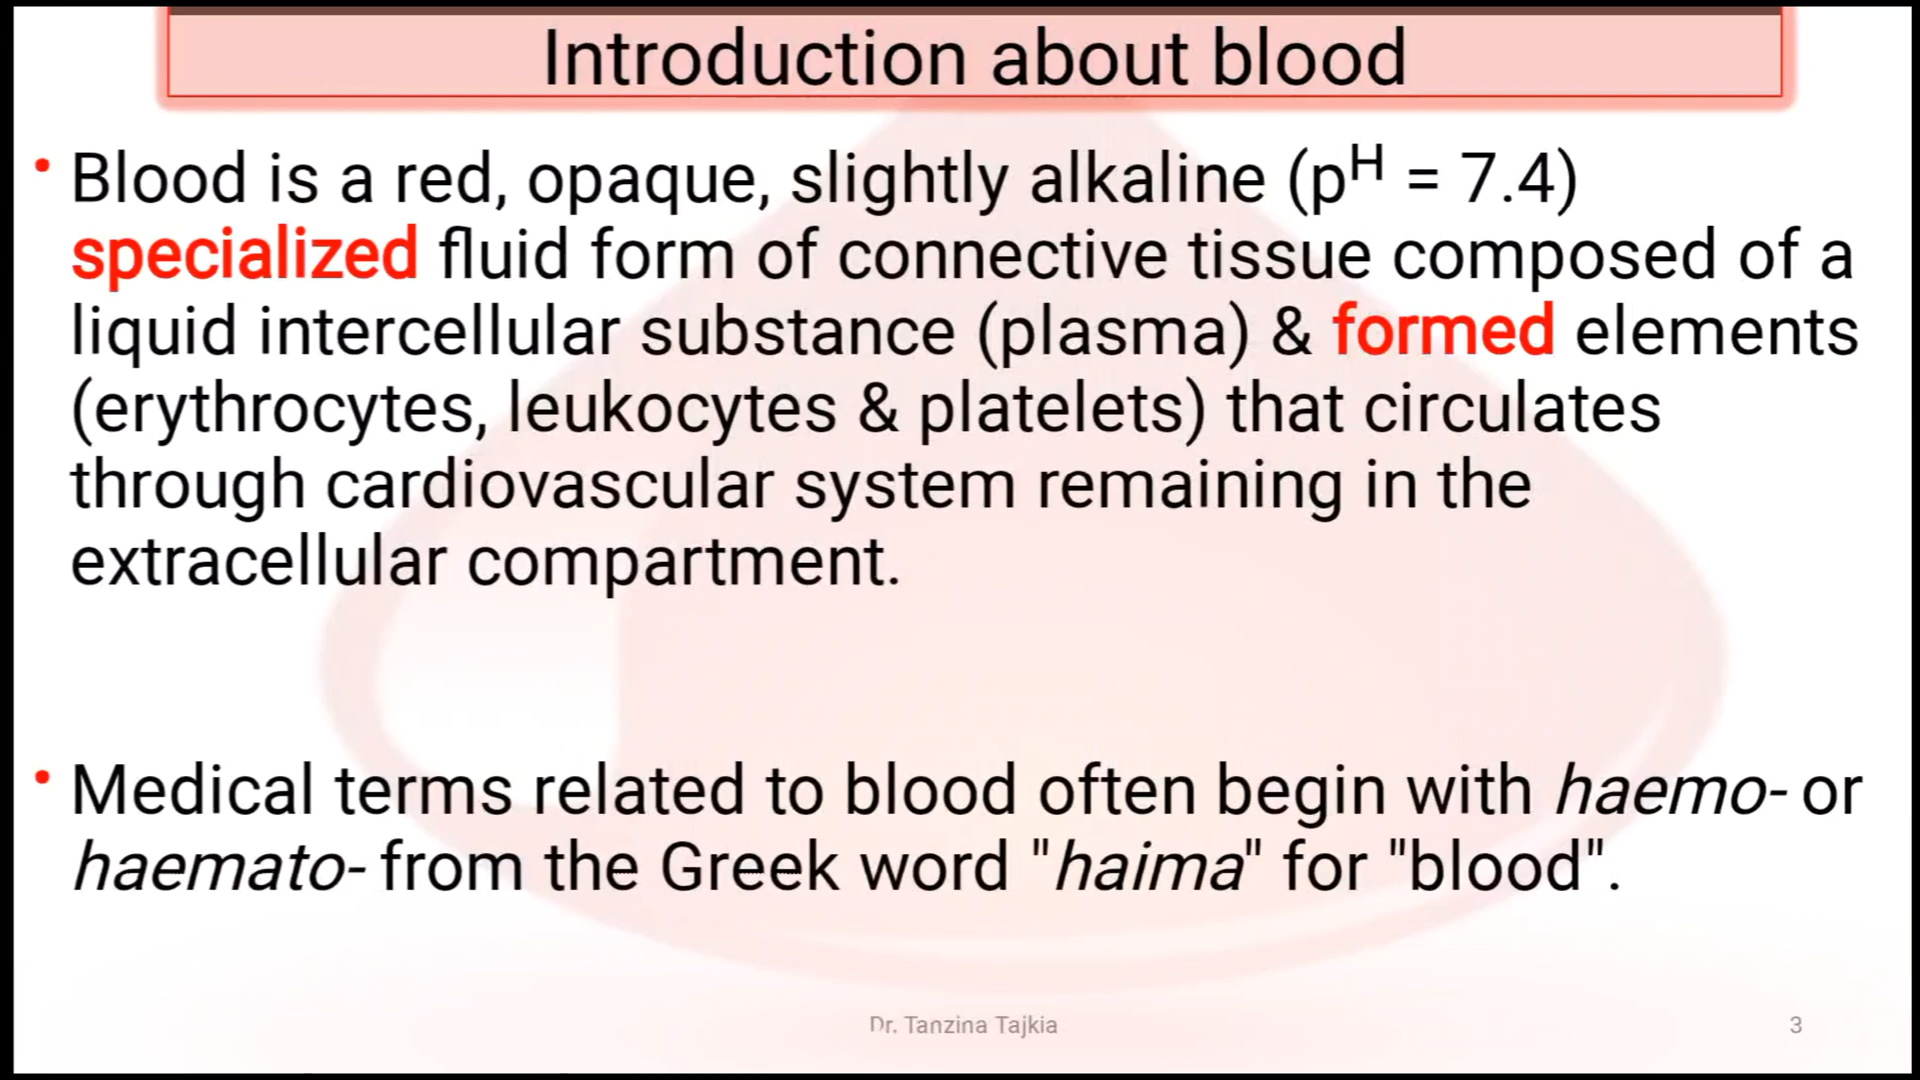 Introduction about blood
• Blood is a red, opaque, slightly alkaline (pᴴ = 7.4)
specialized fluid form of connective tissue composed of a
liquid intercellular substance (plasma) & formed elements
(erythrocytes, leukocytes & platelets) that circulates
through cardiovascular system remaining in the
extracellular compartment.
• Medical terms related to blood often begin with haemo- or
haemato- from the Greek word "haima" for "blood".
Dr. Tanzina Tajkia
3